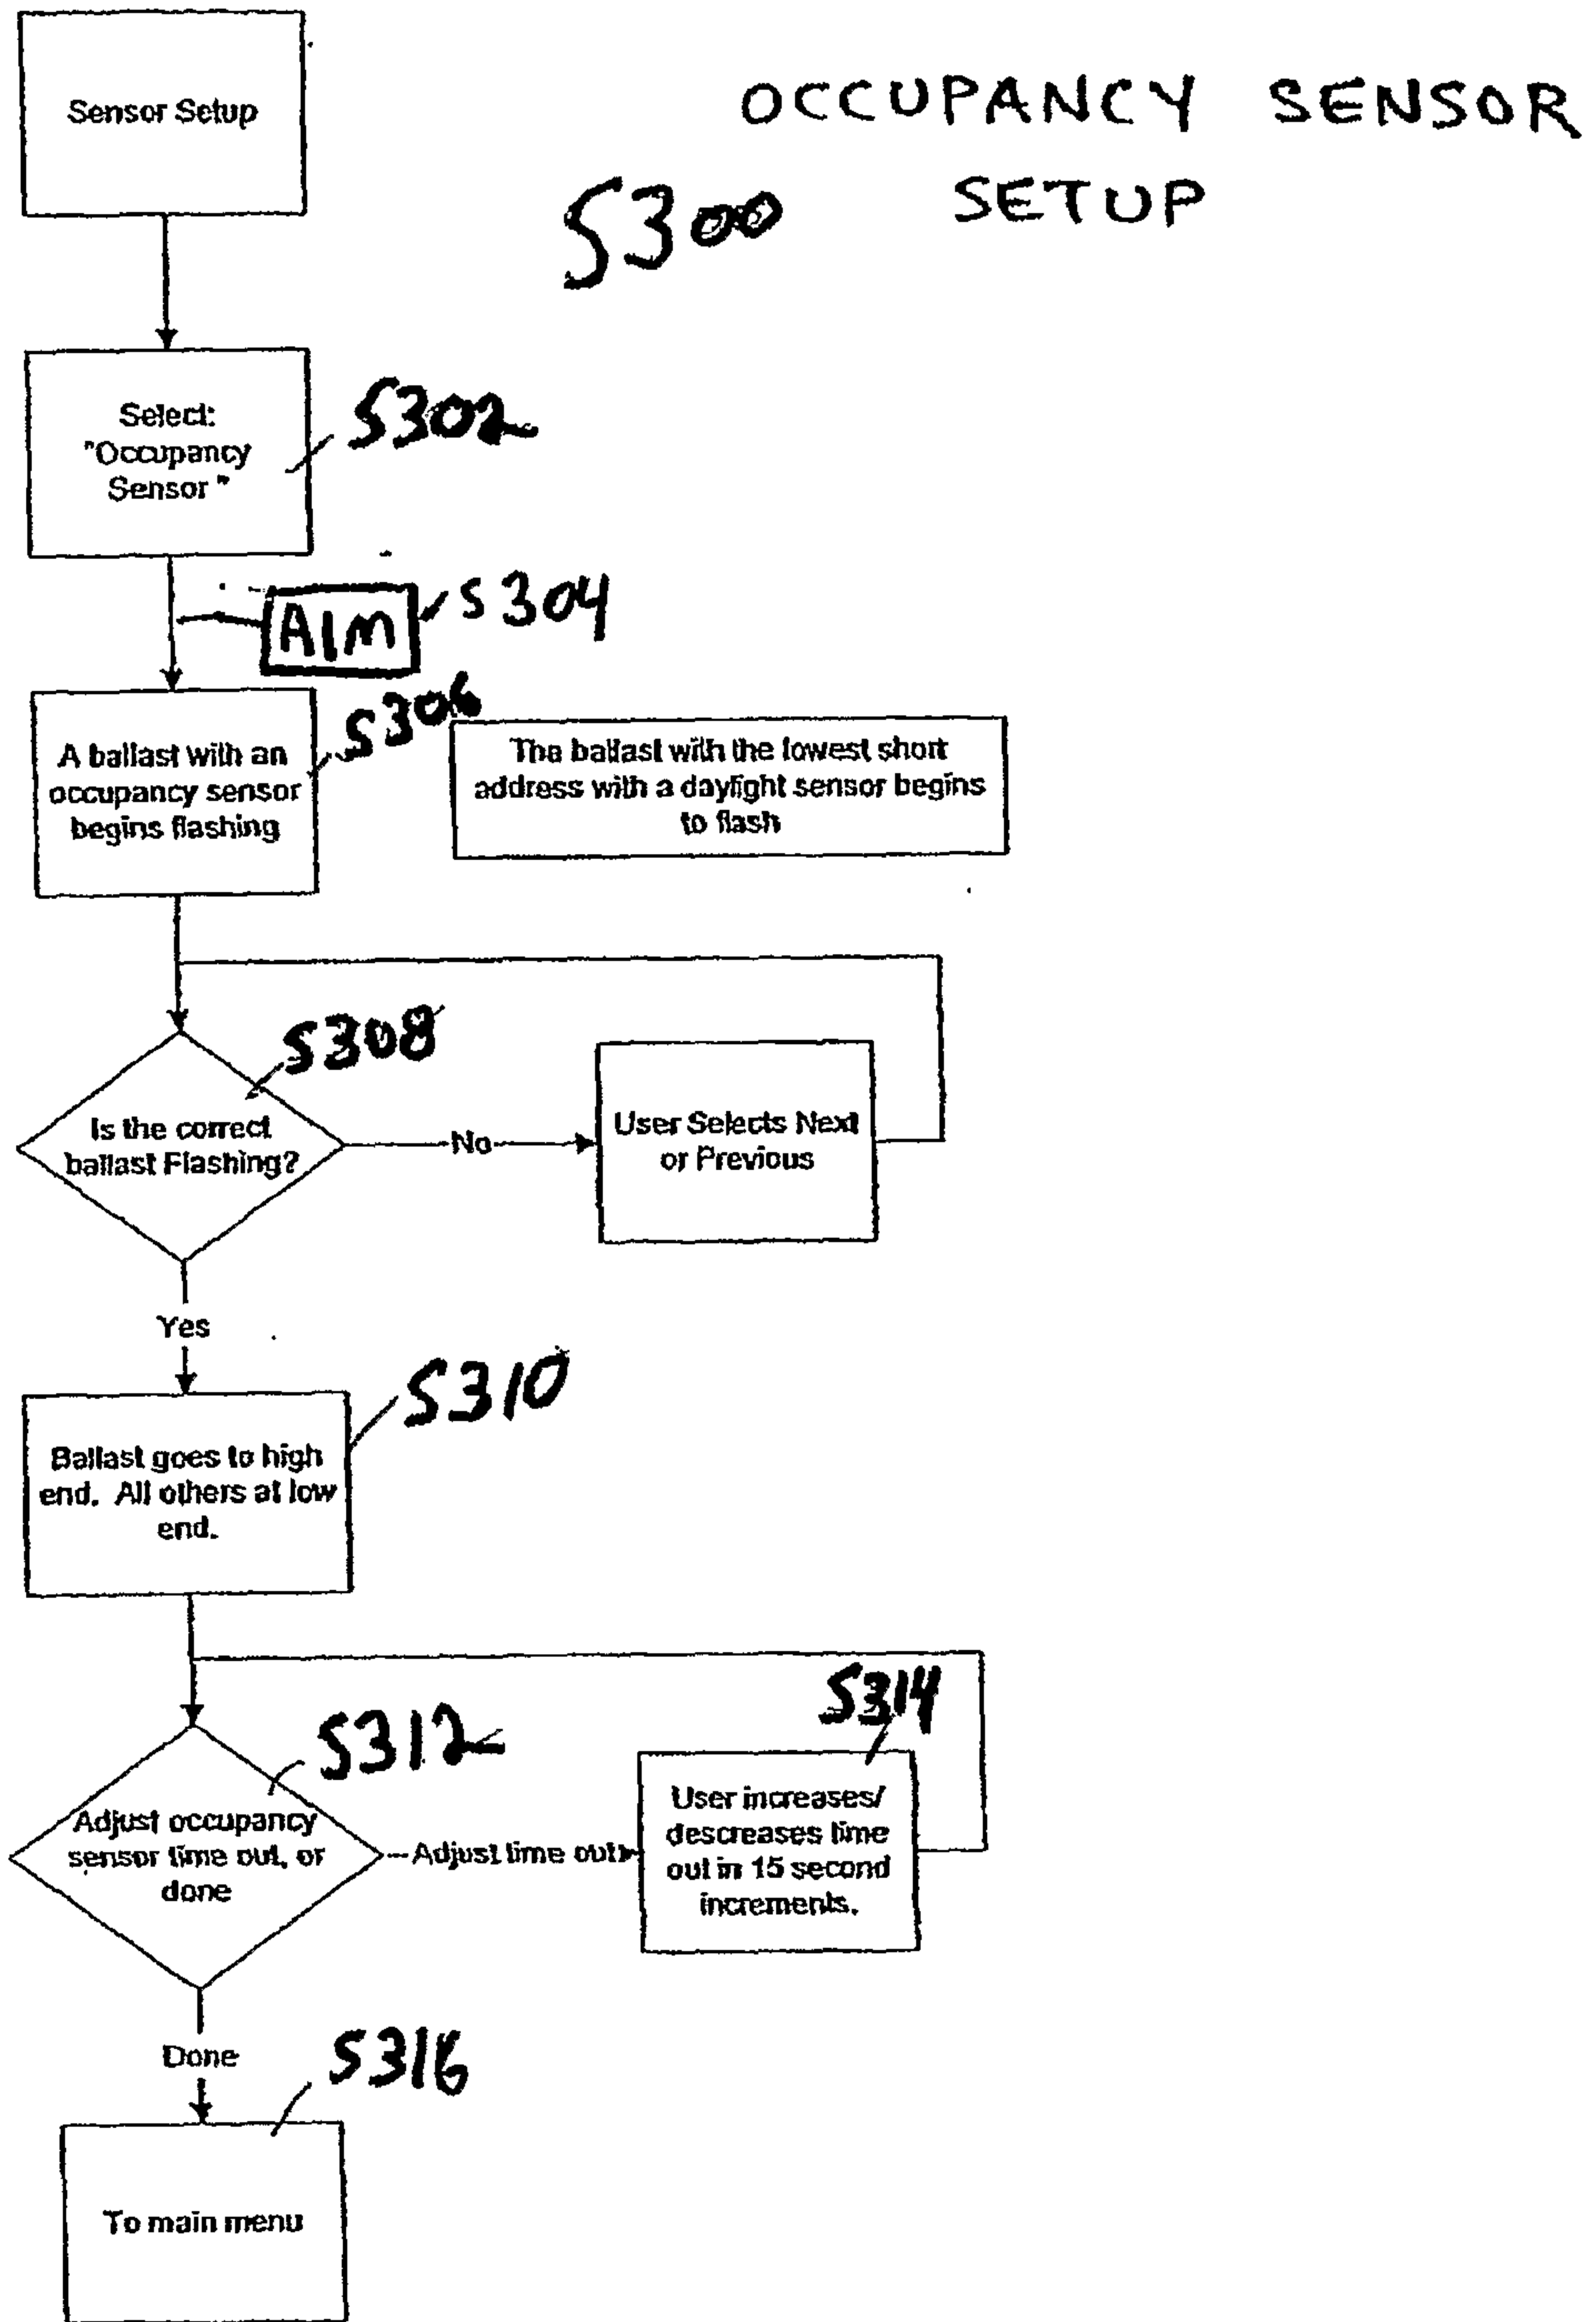 Sensor Setup
OCCUPANCY SENSOR
SETUP
S300
Select:
"Occupancy
Sensor"
S302
AIM
S304
A ballast with an
occupancy sensor
begins flashing
S306
The ballast with the lowest short
address with a daylight sensor begins
to flash
S308
Is the correct
ballast Flashing?
No
User Selects Next
or Previous
Yes
S310
Ballast goes to high
end. All others at low
end.
S312
Adjust occupancy
sensor time out, or
done
Adjust time out
S314
User increases/
descreases time
out in 15 second
increments.
Done
S316
To main menu